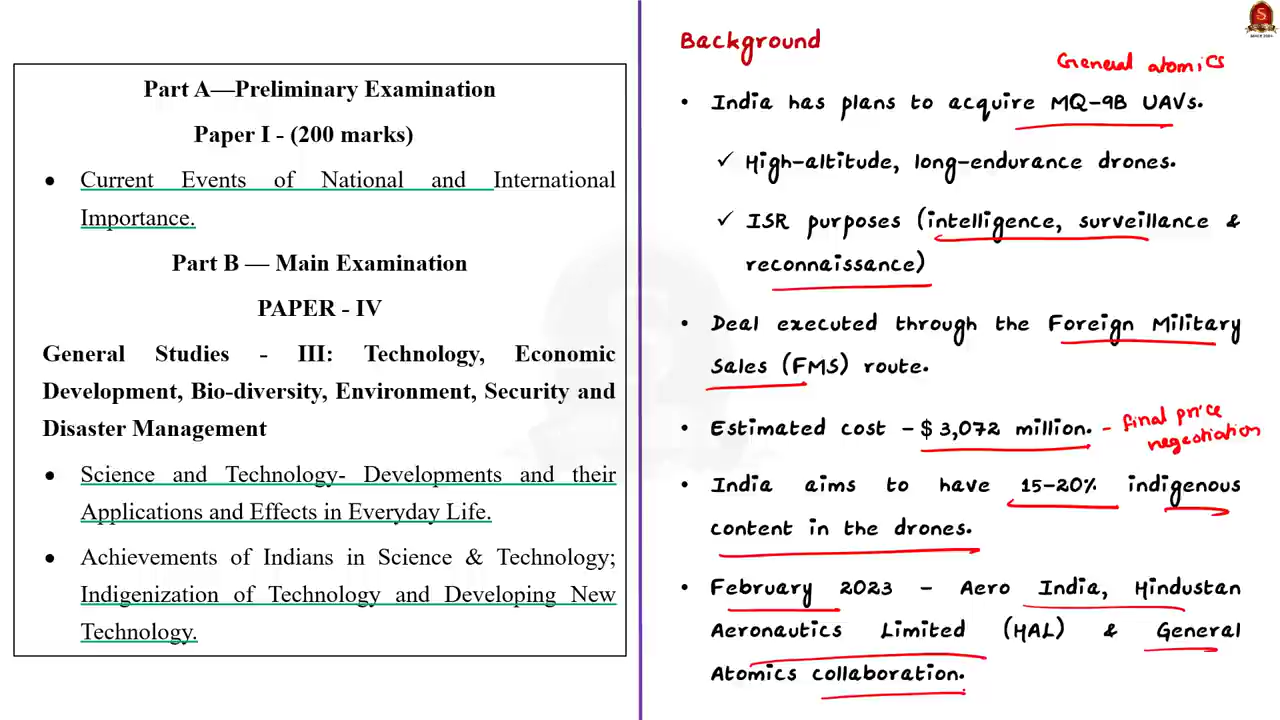 Part A—Preliminary Examination
Paper I - (200 marks)
• Current Events of National and International
Importance.
Part B — Main Examination
PAPER - IV
General Studies - III: Technology, Economic
Development, Bio-diversity, Environment, Security and
Disaster Management
• Science and Technology- Developments and their
Applications and Effects in Everyday Life.
• Achievements of Indians in Science & Technology;
Indigenization of Technology and Developing New
Technology.
Background
General atomics
• India has plans to acquire MQ-9B UAVs.
✓ High-altitude, long-endurance drones.
✓ ISR purposes (intelligence, surveillance &
reconnaissance)
• Deal executed through the Foreign Military
Sales (FMS) route.
• Estimated cost - $ 3,072 million. - final price
negotiation
• India aims to have 15-20% indigenous
content in the drones.
• February 2023 - Aero India, Hindustan
Aeronautics Limited (HAL) & General
Atomics collaboration.
S